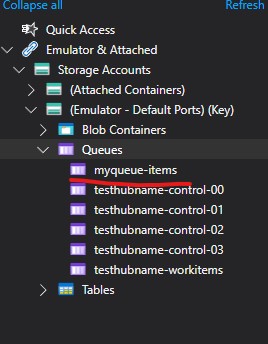 Collapse all Refresh
Quick Access
Emulator & Attached
Storage Accounts
(Attached Containers)
(Emulator - Default Ports) (Key)
Blob Containers
Queues
myqueue-items
testhubname-control-00
testhubname-control-01
testhubname-control-02
testhubname-control-03
testhubname-workitems
Tables